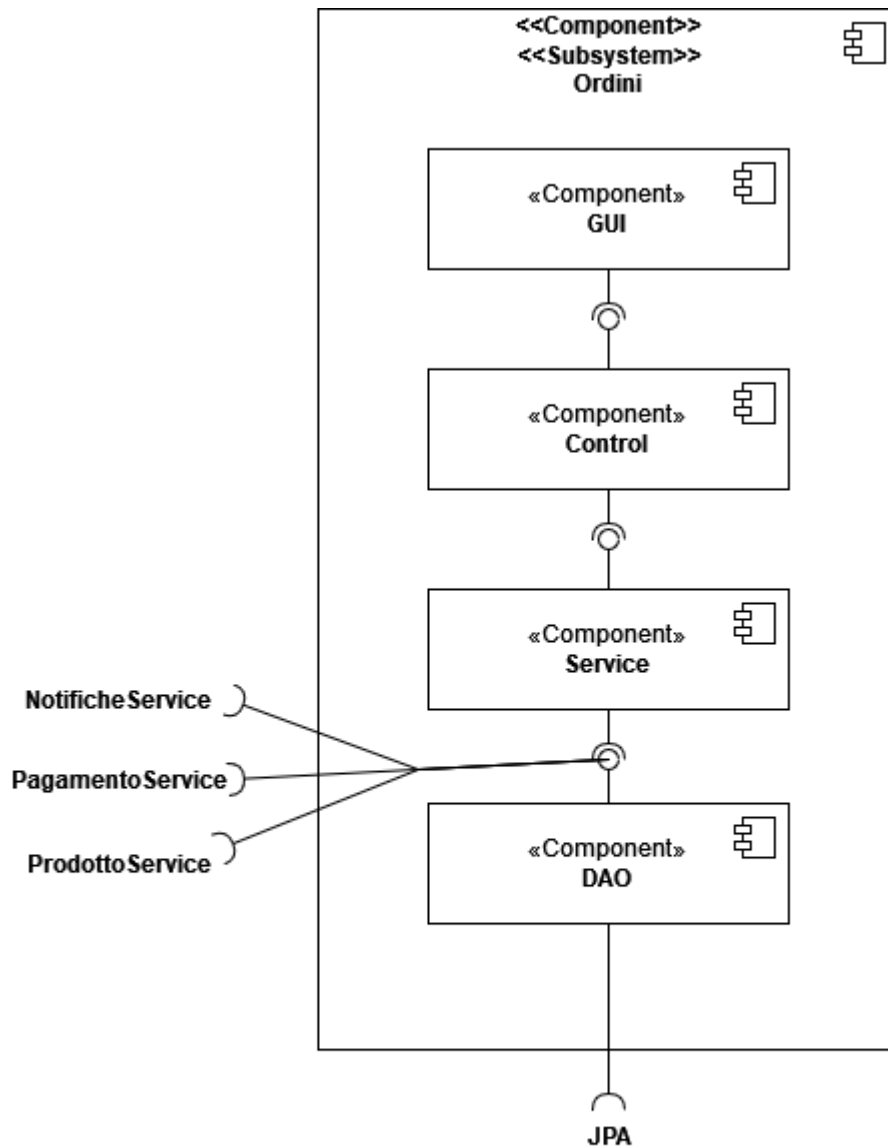 <<Component>>
<<Subsystem>>
Ordini
«Component»
GUI
«Component»
Control
«Component»
Service
NotificheService
PagamentoService
ProdottoService
«Component»
DAO
JPA